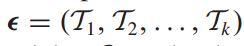 ϵ = (𝒯₁, 𝒯₂, . . . , 𝒯ₖ)